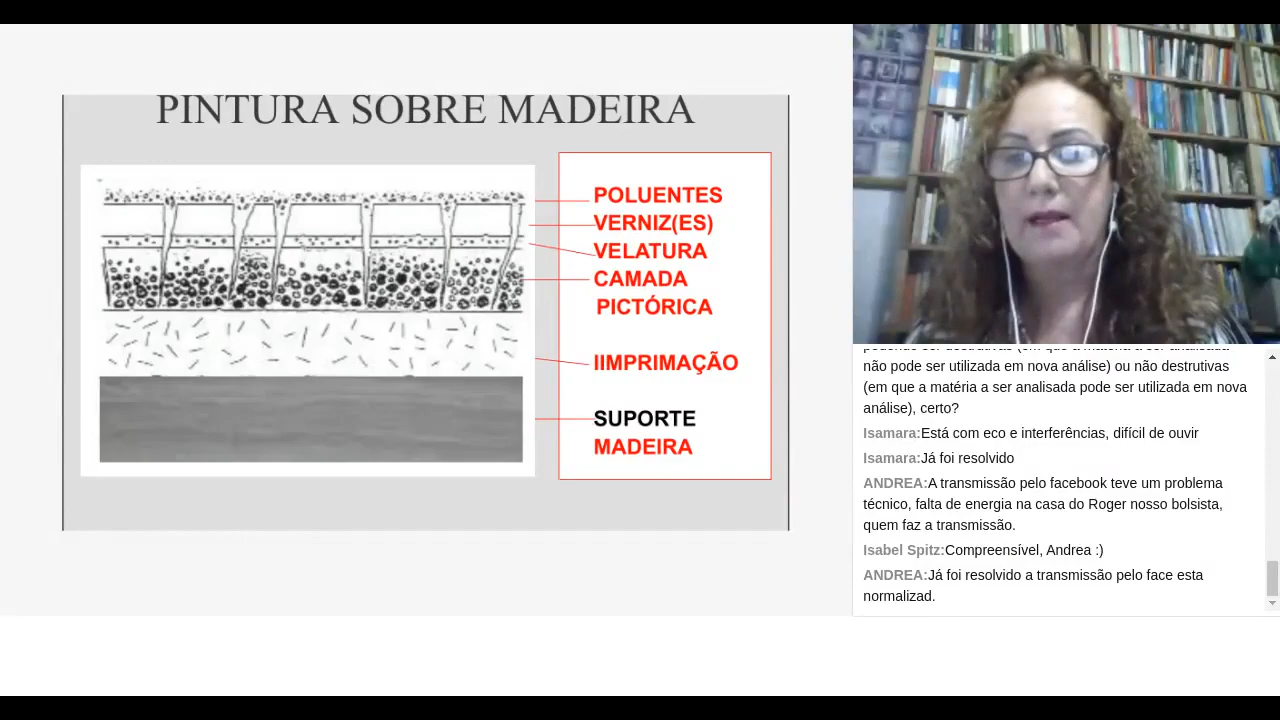 PINTURA SOBRE MADEIRA
POLUENTES
VERNIZ(ES)
VELATURA
CAMADA
PICTÓRICA
IIMPRIMAÇÃO
SUPORTE
MADEIRA
não pode ser utilizada em nova análise) ou não destrutivas
(em que a matéria a ser analisada pode ser utilizada em nova
análise), certo?
Isamara:Está com eco e interferências, difícil de ouvir
Isamara:Já foi resolvido
ANDREA:A transmissão pelo facebook teve um problema
técnico, falta de energia na casa do Roger nosso bolsista,
quem faz a transmissão.
Isabel Spitz:Compreensível, Andrea :)
ANDREA:Já foi resolvido a transmissão pelo face esta
normalizad.